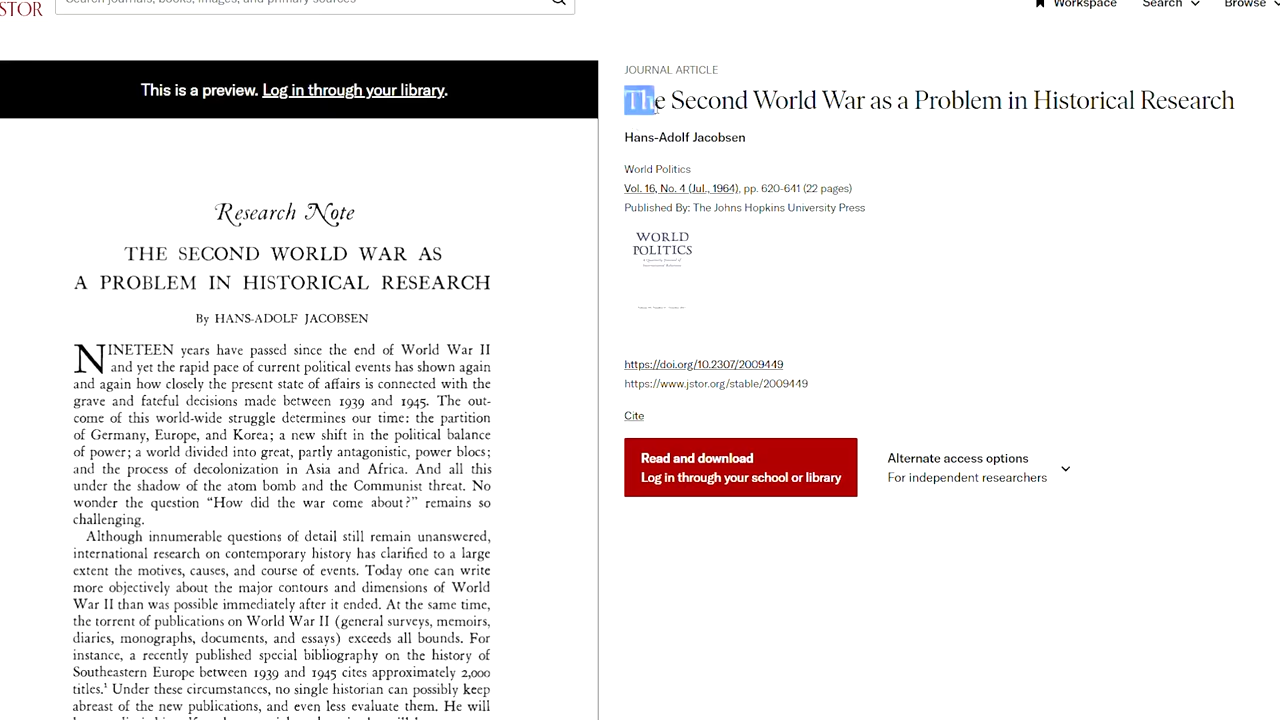 STOR
Search journals, books, images, and primary sources
Workspace
Search
Browse
This is a preview. Log in through your library.
Research Note
THE SECOND WORLD WAR AS
A PROBLEM IN HISTORICAL RESEARCH
By HANS-ADOLF JACOBSEN
NINETEEN years have passed since the end of World War II
and yet the rapid pace of current political events has shown again
and again how closely the present state of affairs is connected with the
grave and fateful decisions made between 1939 and 1945. The out-
come of this world-wide struggle determines our time: the partition
of Germany, Europe, and Korea; a new shift in the political balance
of power; a world divided into great, partly antagonistic, power blocs;
and the process of decolonization in Asia and Africa. And all this
under the shadow of the atom bomb and the Communist threat. No
wonder the question "How did the war come about?" remains so
challenging.
Although innumerable questions of detail still remain unanswered,
international research on contemporary history has clarified to a large
extent the motives, causes, and course of events. Today one can write
more objectively about the major contours and dimensions of World
War II than was possible immediately after it ended. At the same time,
the torrent of publications on World War II (general surveys, memoirs,
diaries, monographs, documents, and essays) exceeds all bounds. For
instance, a recently published special bibliography on the history of
Southeastern Europe between 1939 and 1945 cites approximately 2,000
titles.¹ Under these circumstances, no single historian can possibly keep
abreast of the new publications, and even less evaluate them. He will
JOURNAL ARTICLE
The Second World War as a Problem in Historical Research
Hans-Adolf Jacobsen
World Politics
Vol. 16, No. 4 (Jul., 1964), pp. 620-641 (22 pages)
Published By: The Johns Hopkins University Press
WORLD
POLITICS
https://doi.org/10.2307/2009449
https://www.jstor.org/stable/2009449
Cite
Read and download
Log in through your school or library
Alternate access options
For independent researchers